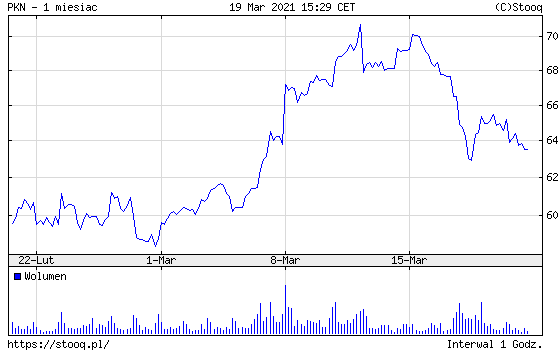 PKN - 1 miesiac 19 Mar 2021 15:29 CET (C)Stooq
70
68
66
64
62
60
22-Lut 1-Mar 8-Mar 15-Mar
Wolumen
https://stooq.pl/ Interwal 1 Godz.